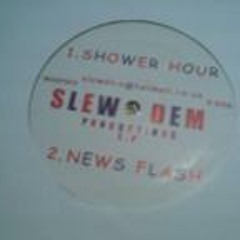 1. SHOWER HOUR
SLEW DEM
PRODUCTIONS
E.P
2. NEWS FLASH